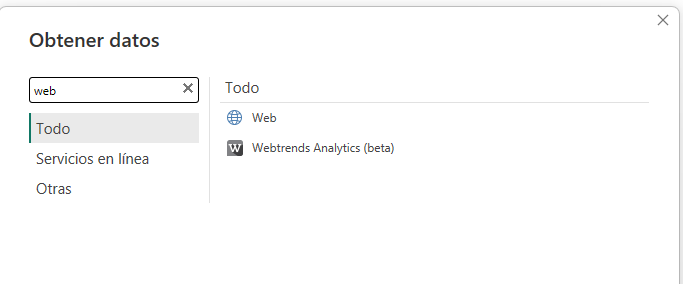 Obtener datos
web
Todo
Servicios en línea
Otras
Todo
Web
Webtrends Analytics (beta)